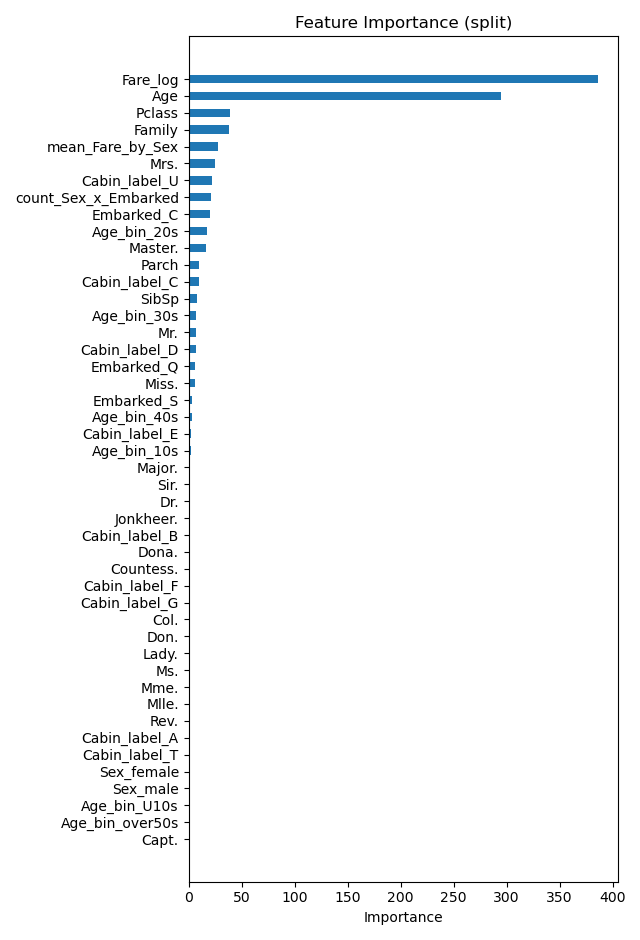 Feature Importance (split)
Fare_log
Age
Pclass
Family
mean_Fare_by_Sex
Mrs.
Cabin_label_U
count_Sex_x_Embarked
Embarked_C
Age_bin_20s
Master.
Parch
Cabin_label_C
SibSp
Age_bin_30s
Mr.
Cabin_label_D
Embarked_Q
Miss.
Embarked_S
Age_bin_40s
Cabin_label_E
Age_bin_10s
Major.
Sir.
Dr.
Jonkheer.
Cabin_label_B
Dona.
Countess.
Cabin_label_F
Cabin_label_G
Col.
Don.
Lady.
Ms.
Mme.
Mlle.
Rev.
Cabin_label_A
Cabin_label_T
Sex_female
Sex_male
Age_bin_U10s
Age_bin_over50s
Capt.
0 50 100 150 200 250 300 350 400
Importance